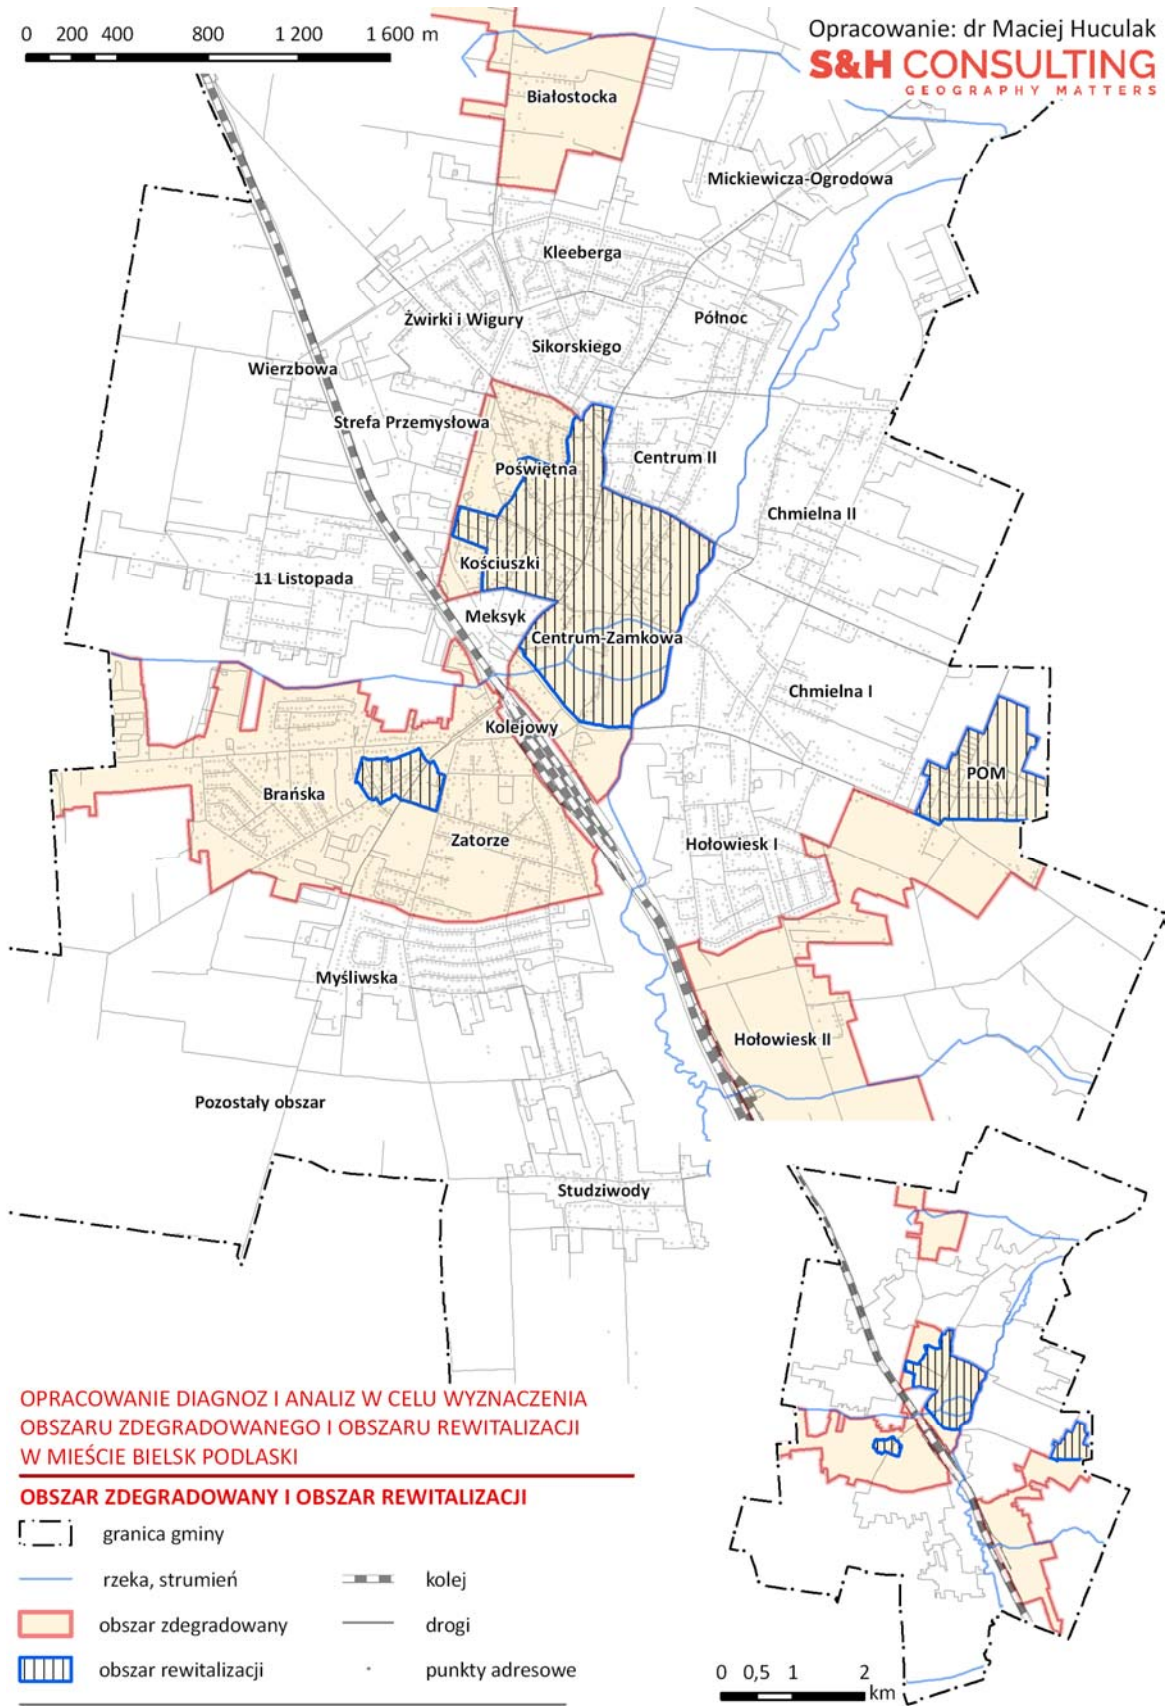 0 200 400 800 1 200 1 600 m
Opracowanie: dr Maciej Huculak
S&H CONSULTING
GEOGRAPHY MATTERS
Białostocka
Mickiewicza-Ogrodowa
Kleeberga
Żwirki i Wigury
Północ
Sikorskiego
Wierzbowa
Strefa Przemysłowa
Poświętna
Centrum II
Chmielna II
Kościuszki
11 Listopada
Meksyk
Centrum-Zamkowa
Chmielna I
Kolejowy
POM
Brańska
Zatorze
Hołowiesk I
Myśliwska
Hołowiesk II
Pozostały obszar
Studziwody
OPRACOWANIE DIAGNOZ I ANALIZ W CELU WYZNACZENIA
OBSZARU ZDEGRADOWANEGO I OBSZARU REWITALIZACJI
W MIEŚCIE BIELSK PODLASKI
OBSZAR ZDEGRADOWANY I OBSZAR REWITALIZACJI
granica gminy
rzeka, strumień
kolej
obszar zdegradowany
drogi
obszar rewitalizacji
punkty adresowe
0 0,5 1 2
km